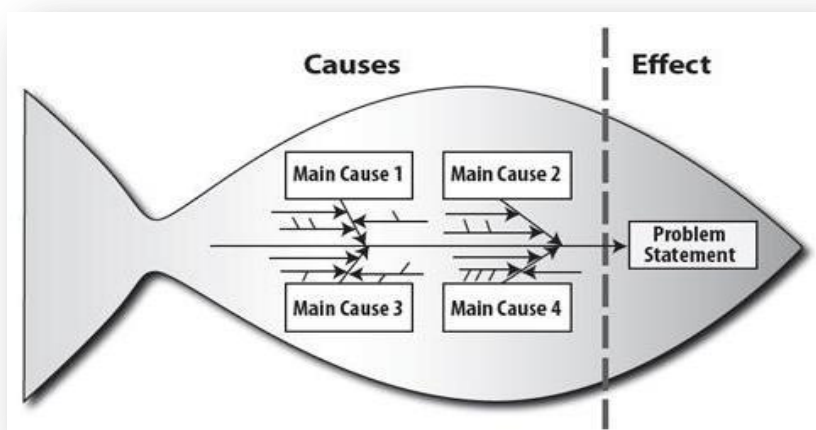 Causes
Effect
Main Cause 1
Main Cause 2
Problem
Statement
Main Cause 3
Main Cause 4